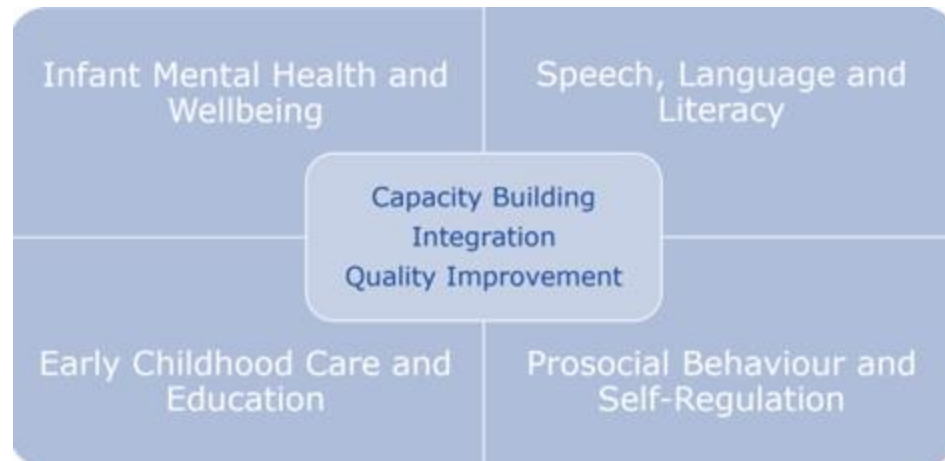 Infant Mental Health and
Wellbeing
Speech, Language and
Literacy
Capacity Building
Integration
Quality Improvement
Early Childhood Care and
Education
Prosocial Behaviour and
Self-Regulation